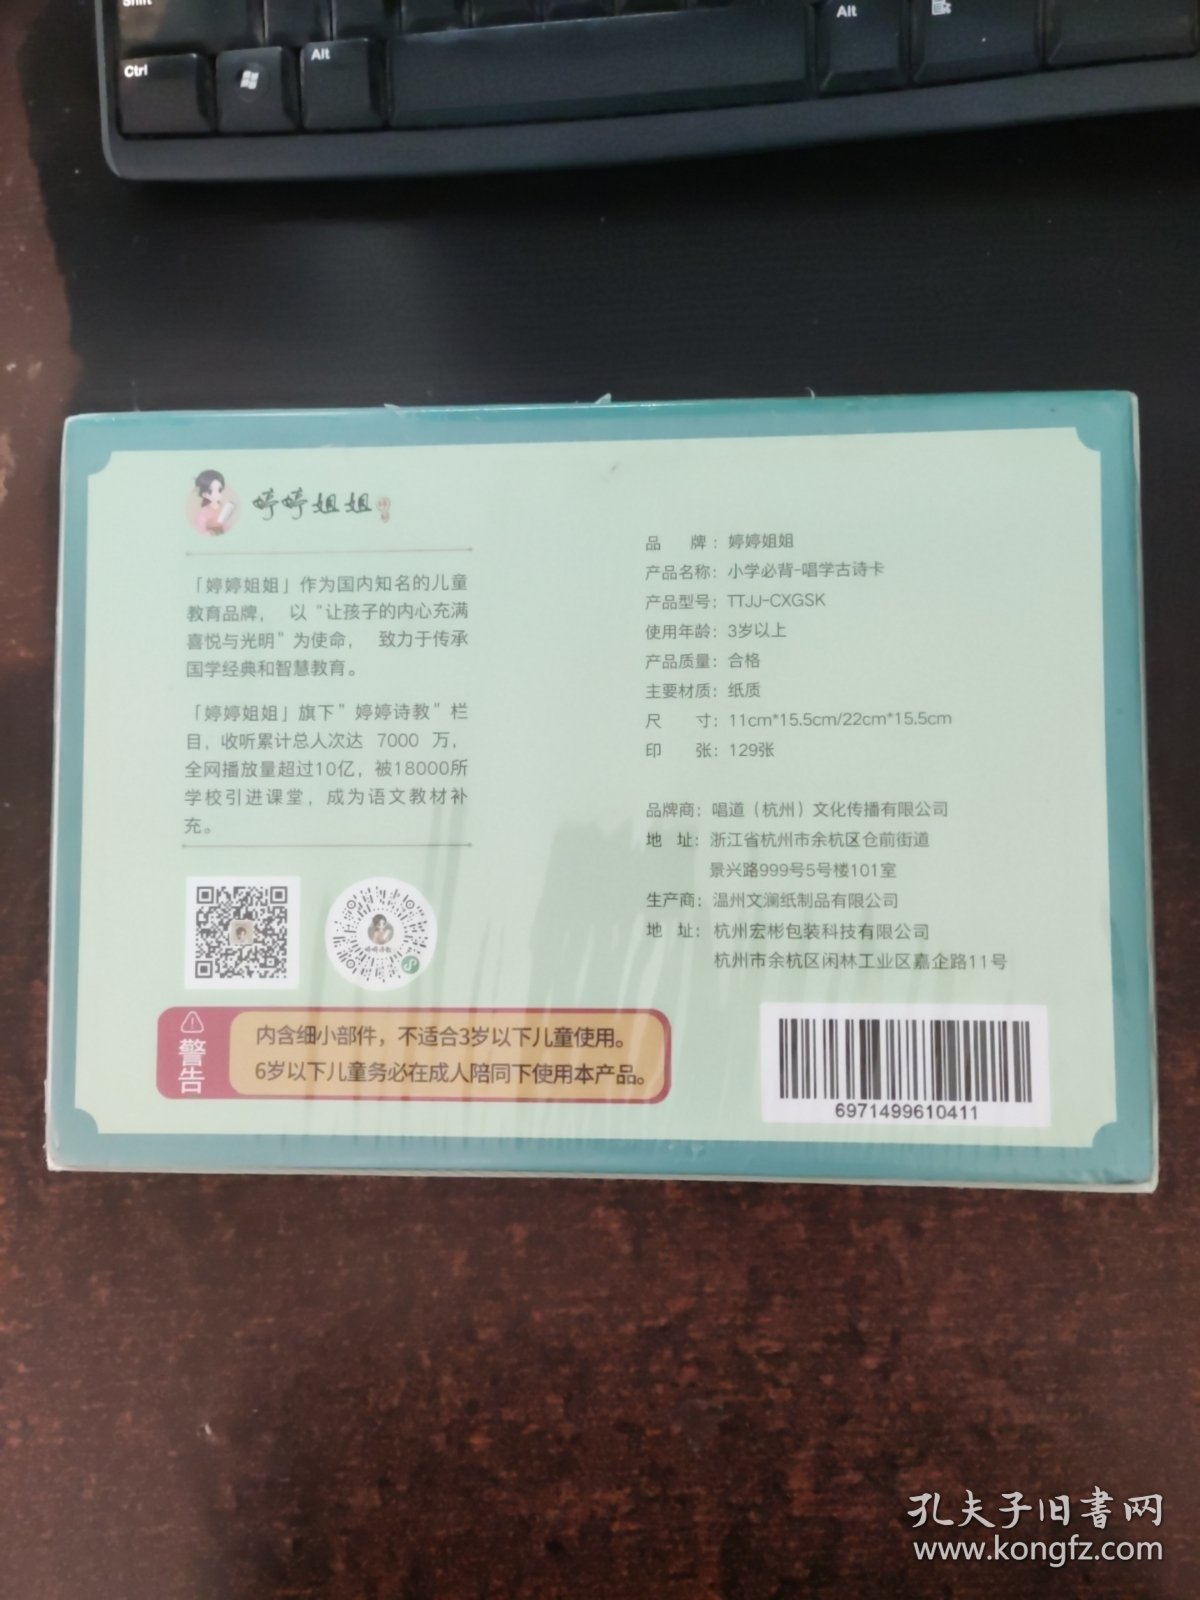 Shift
Ctrl
Alt
Alt
婷婷姐姐
「婷婷姐姐」作为国内知名的儿童
教育品牌， 以“让孩子的内心充满
喜悦与光明”为使命， 致力于传承
国学经典和智慧教育。
「婷婷姐姐」旗下”婷婷诗教”栏
目，收听累计总人次达 7000 万，
全网播放量超过10亿，被18000所
学校引进课堂，成为语文教材补
充。
品 牌：婷婷姐姐
产品名称：小学必背-唱学古诗卡
产品型号：TTJJ-CXGSK
使用年龄：3岁以上
产品质量：合格
主要材质：纸质
尺 寸：11cm*15.5cm/22cm*15.5cm
印 张：129张
品牌商：唱道（杭州）文化传播有限公司
地 址：浙江省杭州市余杭区仓前街道
景兴路999号5号楼101室
生产商：温州文澜纸制品有限公司
地 址：杭州宏彬包装科技有限公司
杭州市余杭区闲林工业区嘉企路11号
警告
内含细小部件，不适合3岁以下儿童使用。
6岁以下儿童务必在成人陪同下使用本产品。
6971499610411
孔夫子旧書网
www.kongfz.com